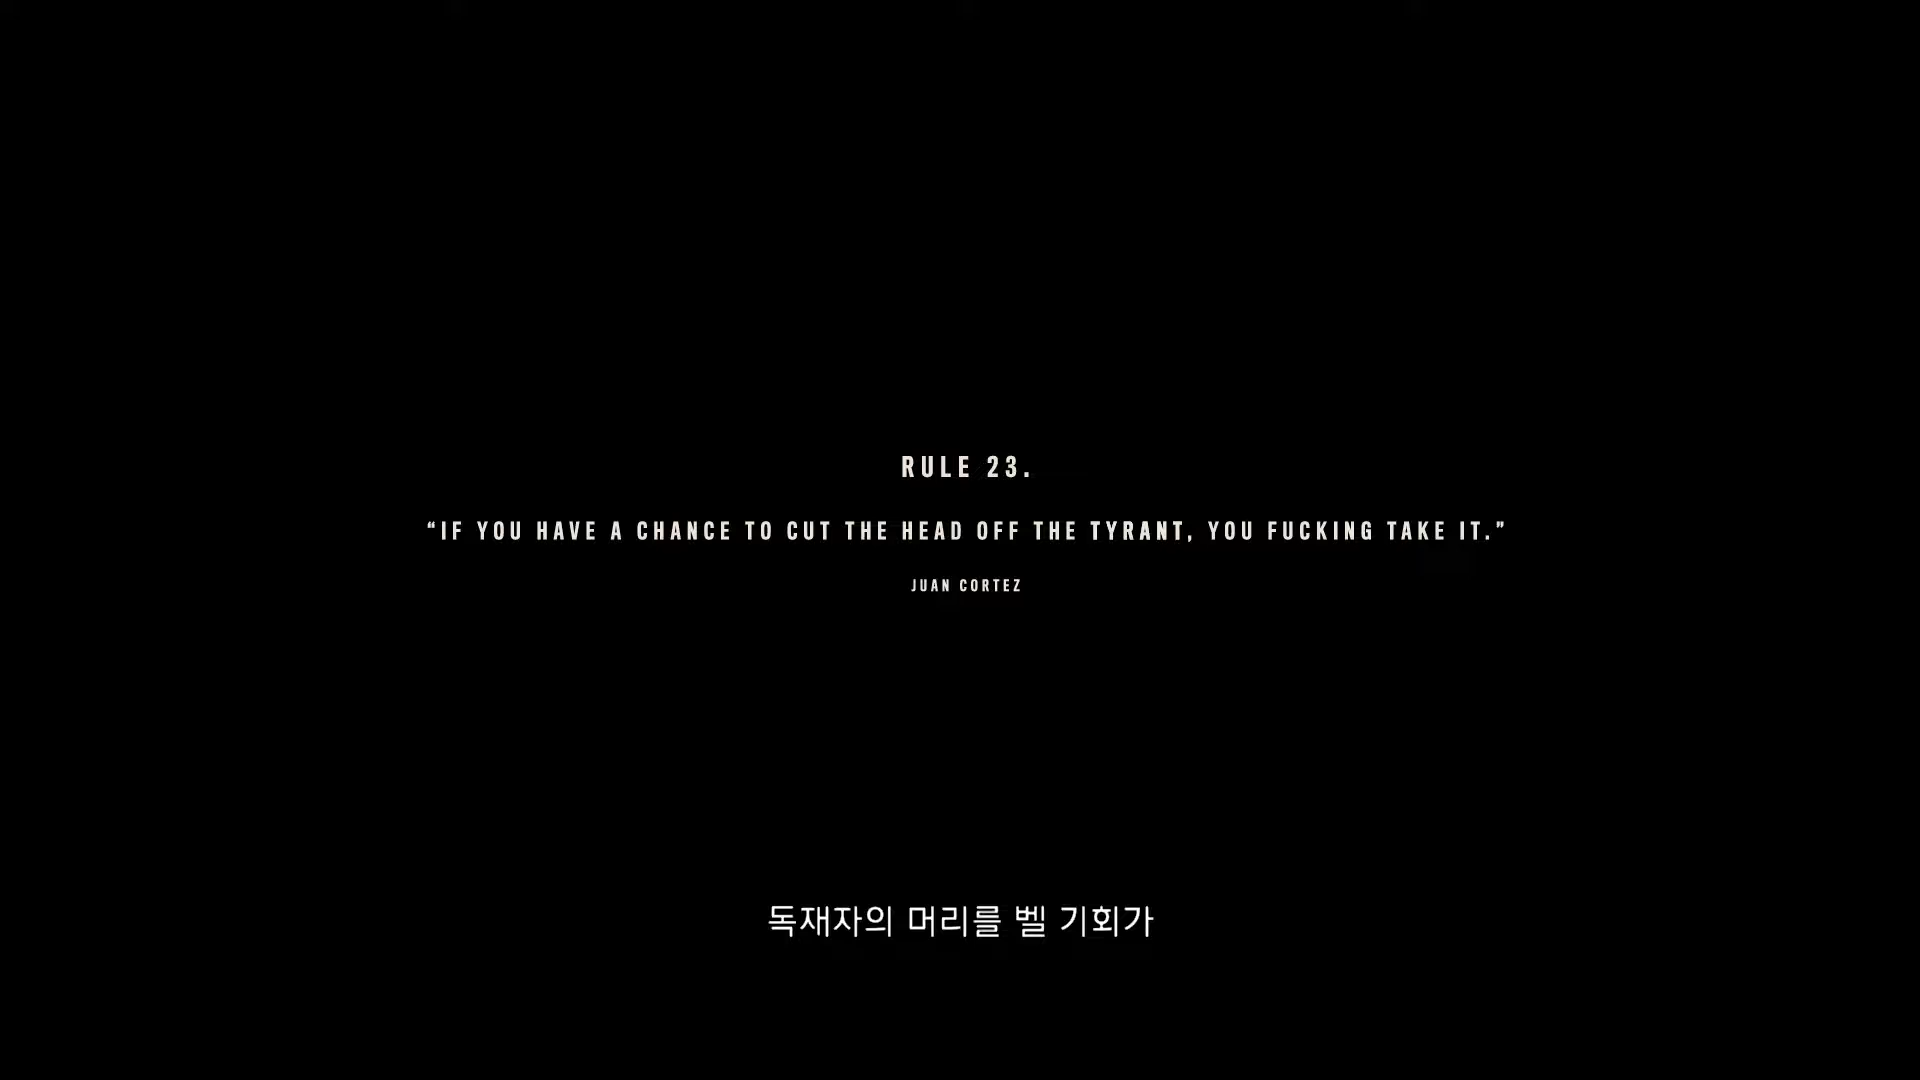 RULE 23.
“IF YOU HAVE A CHANCE TO CUT THE HEAD OFF THE TYRANT, YOU FUCKING TAKE IT.”
JUAN CORTEZ
독재자의 머리를 벨 기회가